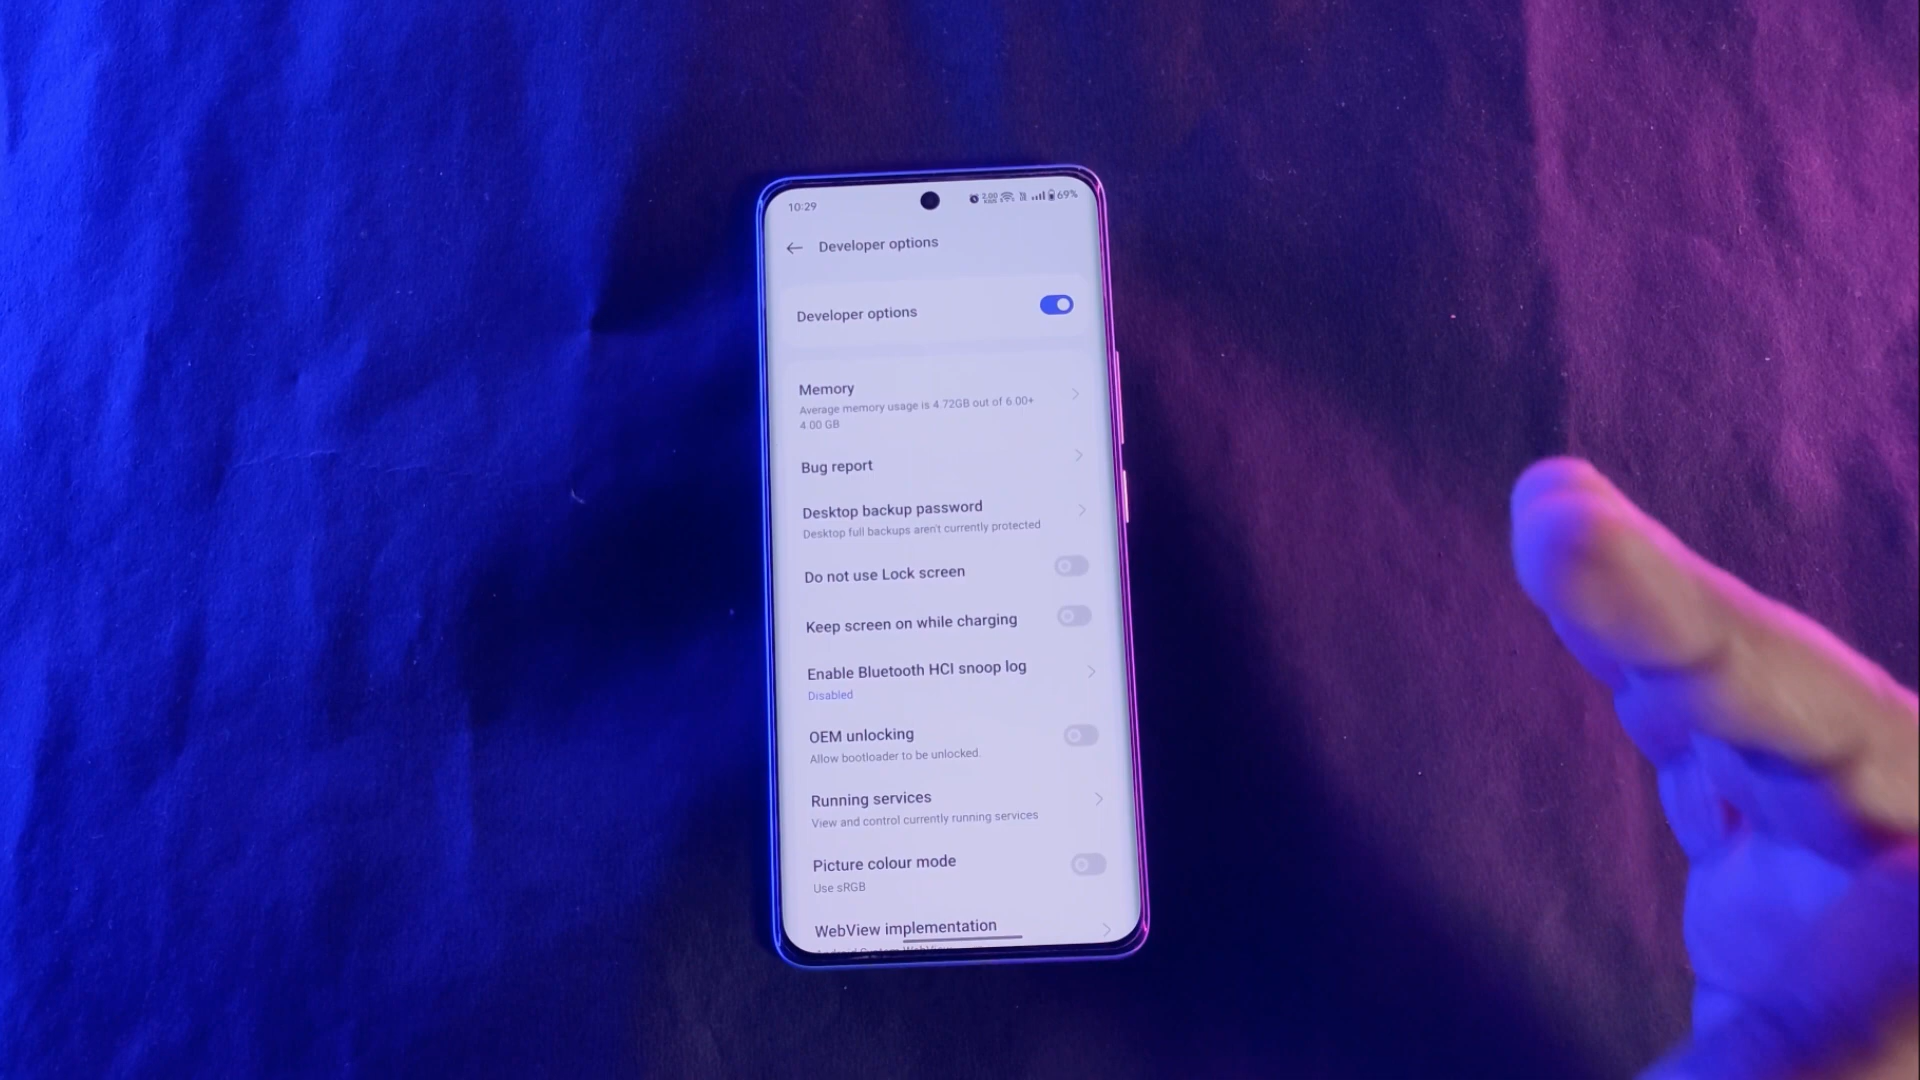 10:29
69%
Developer options
Developer options
Memory
Average memory usage is 4.72GB out of 6.00+
4.00 GB
Bug report
Desktop backup password
Desktop full backups aren't currently protected
Do not use Lock screen
Keep screen on while charging
Enable Bluetooth HCI snoop log
Disabled
OEM unlocking
Allow bootloader to be unlocked.
Running services
View and control currently running services
Picture colour mode
Use sRGB
WebView implementation